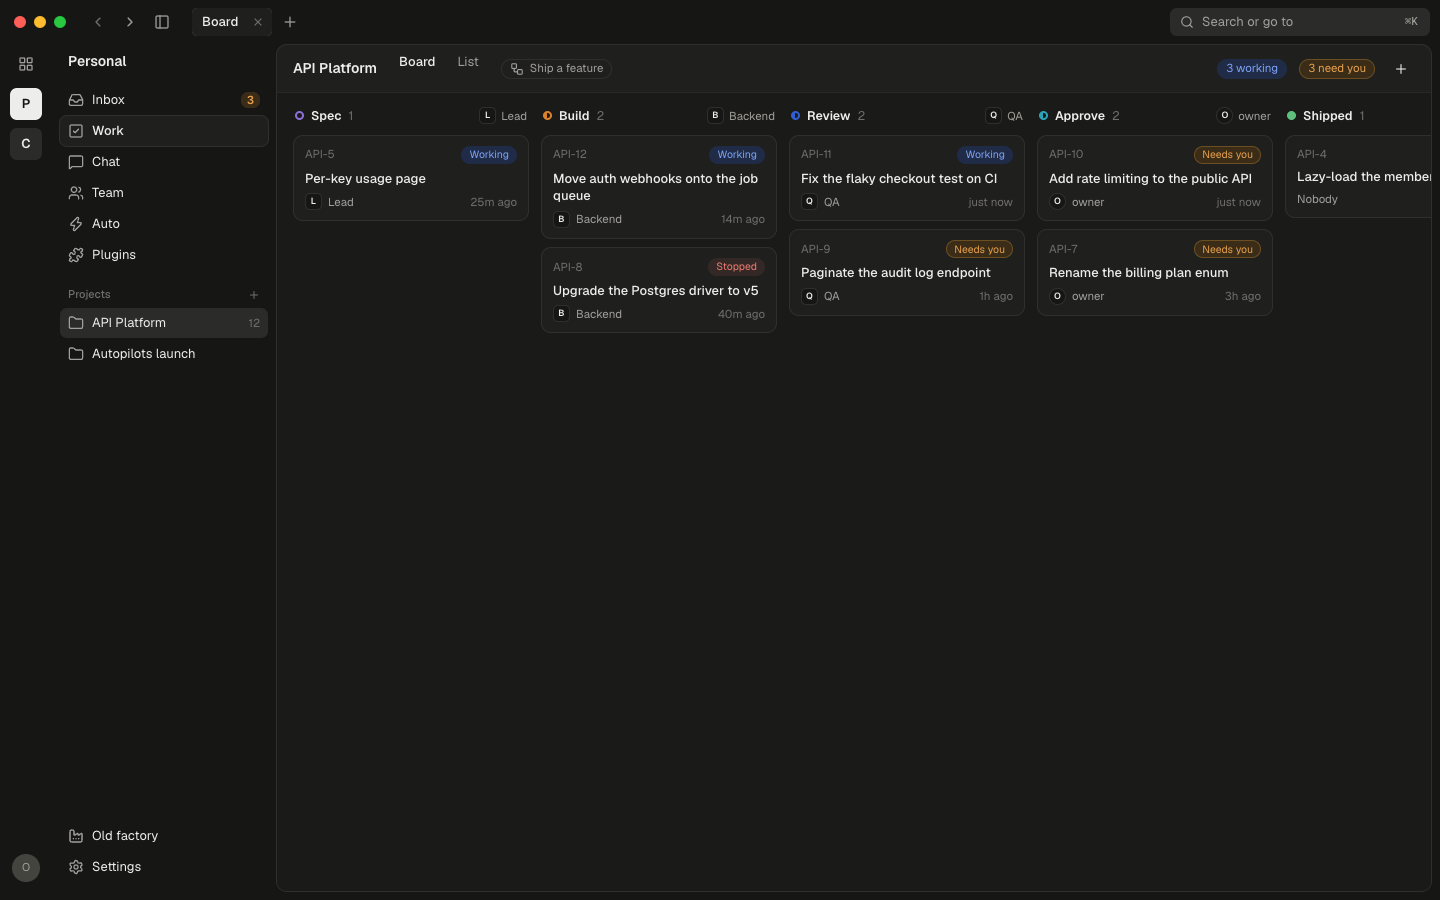 Board
Search or go to ⌘K
Personal
P
C
Inbox 3
Work
Chat
Team
Auto
Plugins
Projects
API Platform 12
Autopilots launch
Old factory
Settings
O
API Platform Board List Ship a feature 3 working 3 need you
Spec 1 L Lead
API-5 Working
Per-key usage page
L Lead 25m ago
Build 2 B Backend
API-12 Working
Move auth webhooks onto the job
queue
B Backend 14m ago
API-8 Stopped
Upgrade the Postgres driver to v5
B Backend 40m ago
Review 2 Q QA
API-11 Working
Fix the flaky checkout test on CI
Q QA just now
API-9 Needs you
Paginate the audit log endpoint
Q QA 1h ago
Approve 2 O owner
API-10 Needs you
Add rate limiting to the public API
O owner just now
API-7 Needs you
Rename the billing plan enum
O owner 3h ago
Shipped 1
API-4
Lazy-load the member
Nobody